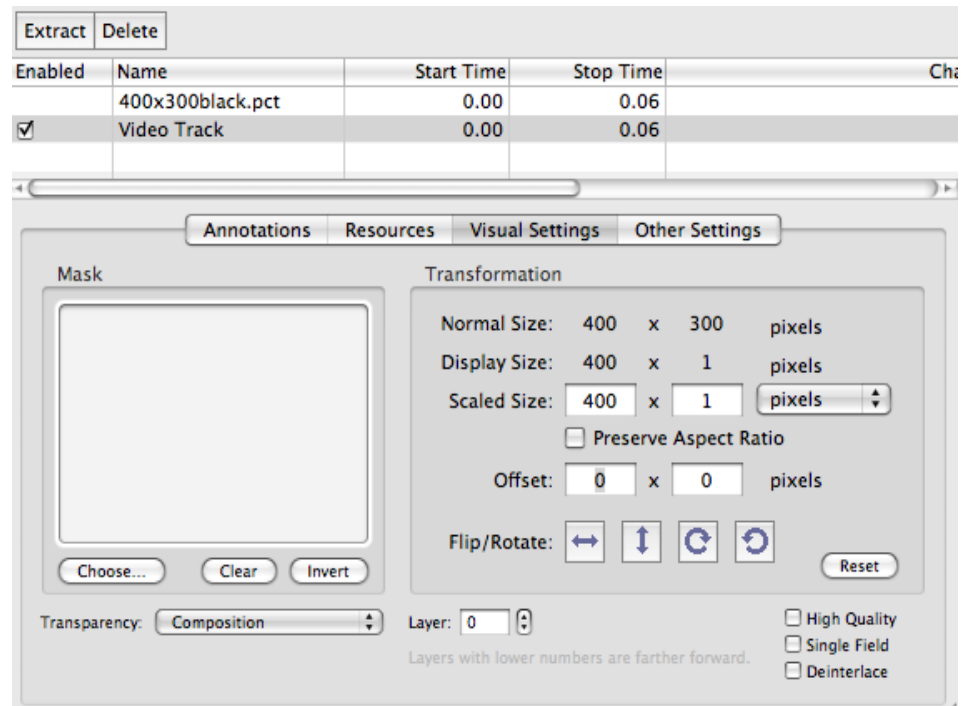 Extract Delete
Enabled Name Start Time Stop Time Cha
400x300black.pct 0.00 0.06
Video Track 0.00 0.06
Annotations Resources Visual Settings Other Settings
Mask
Transformation
Normal Size: 400 x 300 pixels
Display Size: 400 x 1 pixels
Scaled Size: 400 x 1 pixels
Preserve Aspect Ratio
Offset: 0 x 0 pixels
Flip/Rotate:
Reset
Choose... Clear Invert
Transparency: Composition
Layer: 0
Layers with lower numbers are farther forward.
High Quality
Single Field
Deinterlace